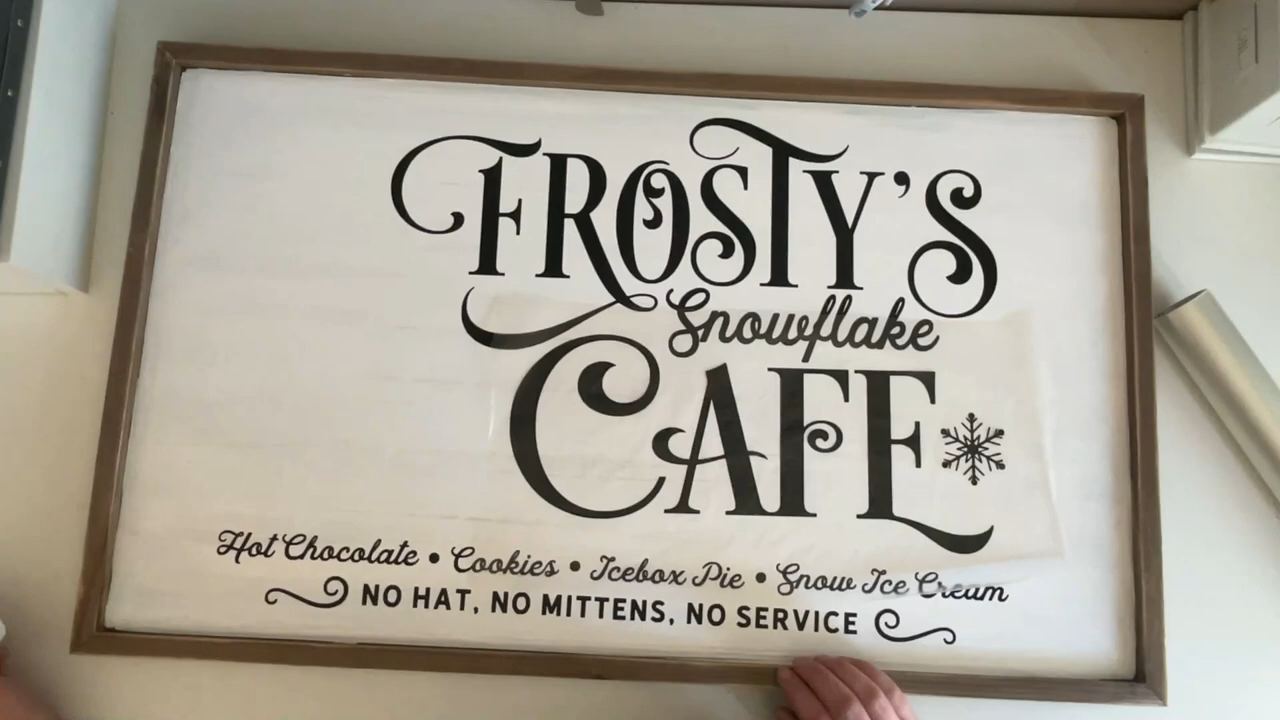 FROSTY'S
Snowflake
CAFE
Hot Chocolate • Cookies • Icebox Pie • Snow Ice Cream
NO HAT, NO MITTENS, NO SERVICE